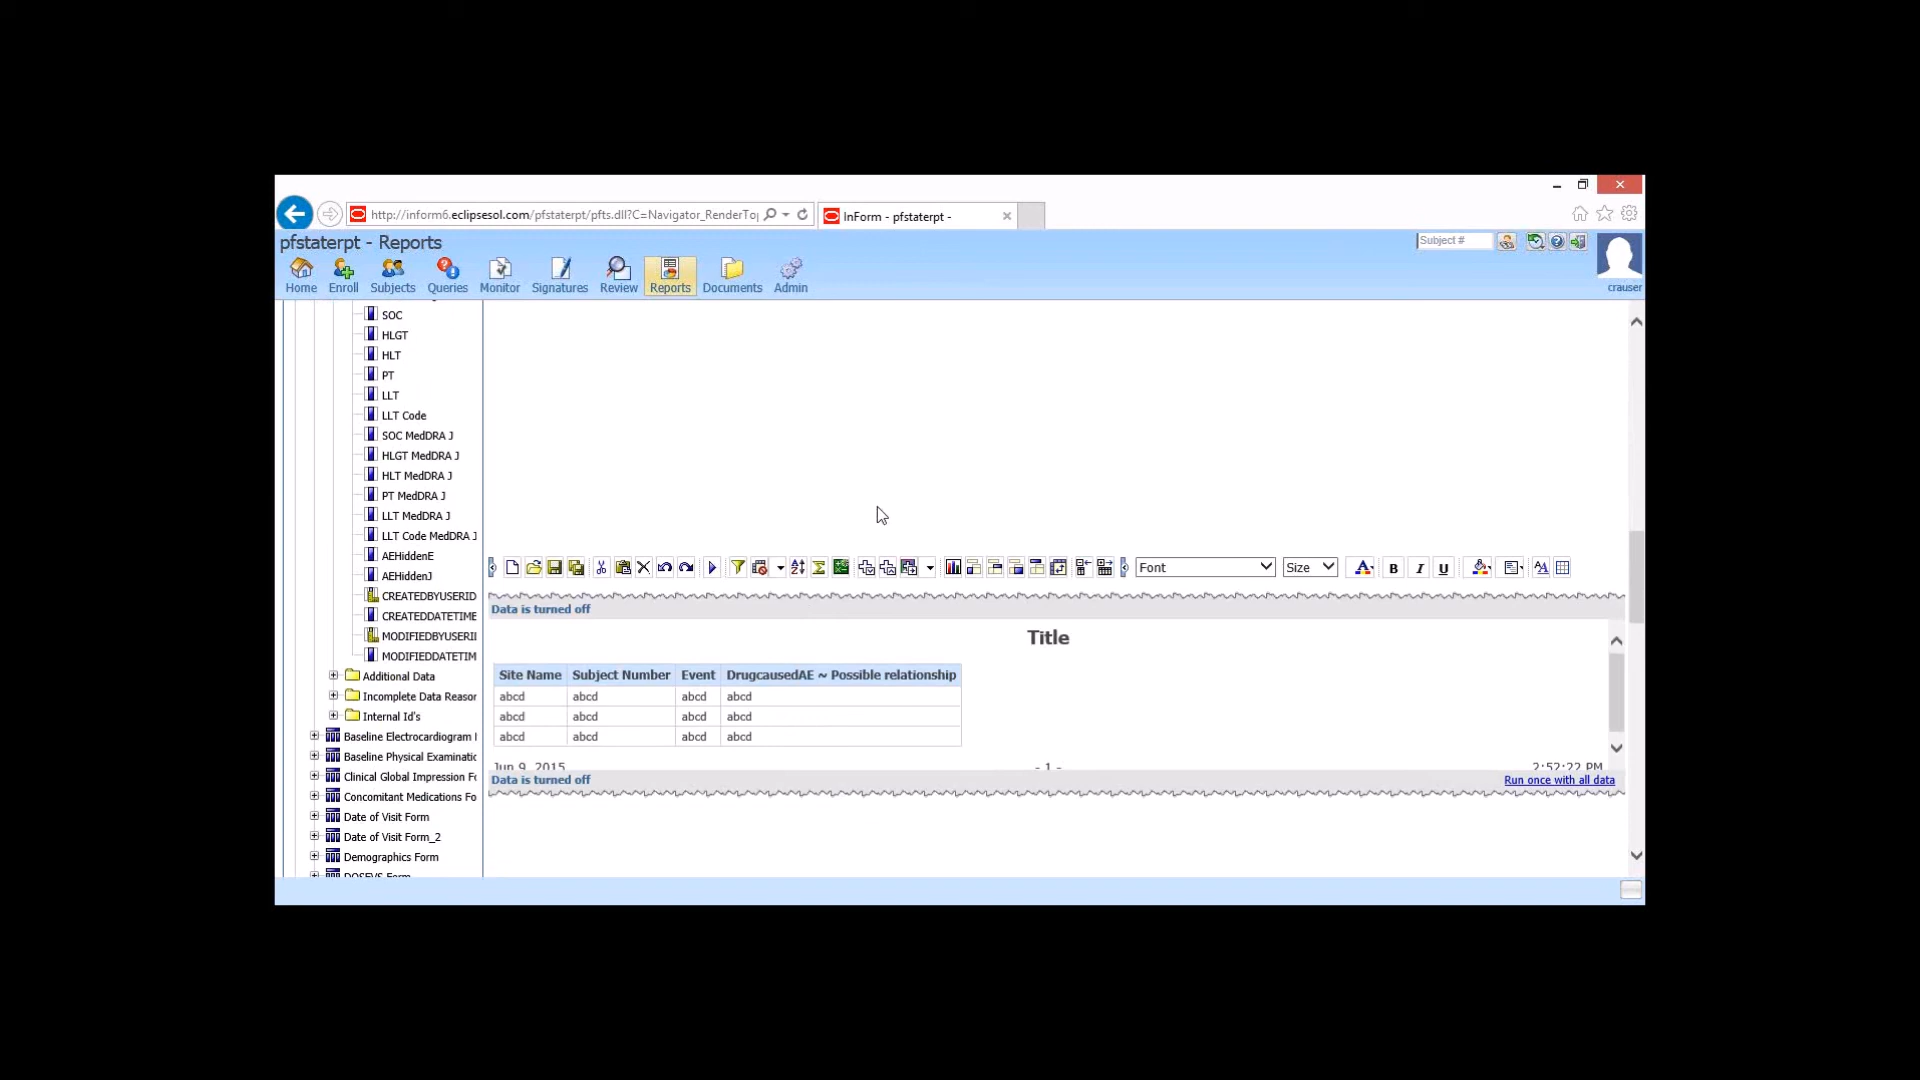 http://inform6.eclipsesol.com/pfstaterpt/pfts.dll?C=Navigator_RenderTo
InForm - pfstaterpt -
pfstaterpt - Reports
Subject #
Home Enroll Subjects Queries Monitor Signatures Review Reports Documents Admin
crauser
SOC
HLGT
HLT
PT
LLT
LLT Code
SOC MedDRA J
HLGT MedDRA J
HLT MedDRA J
PT MedDRA J
LLT MedDRA J
LLT Code MedDRA J
AEHiddenE
AEHiddenJ
CREATEDBYUSERID
CREATEDDATETIME
MODIFIEDBYUSERI
MODIFIEDDATETIM
Additional Data
Incomplete Data Reasor
Internal Id's
Baseline Electrocardiogram
Baseline Physical Examinatic
Clinical Global Impression Fc
Concomitant Medications Fo
Date of Visit Form
Date of Visit Form_2
Demographics Form
DOSEVS Form
Font Size A B I U
Data is turned off
Title
Site Name Subject Number Event DrugcausedAE ~ Possible relationship
abcd abcd abcd abcd
abcd abcd abcd abcd
abcd abcd abcd abcd
Jun 9, 2015 - 1 - 2:52:22 PM
Data is turned off Run once with all data